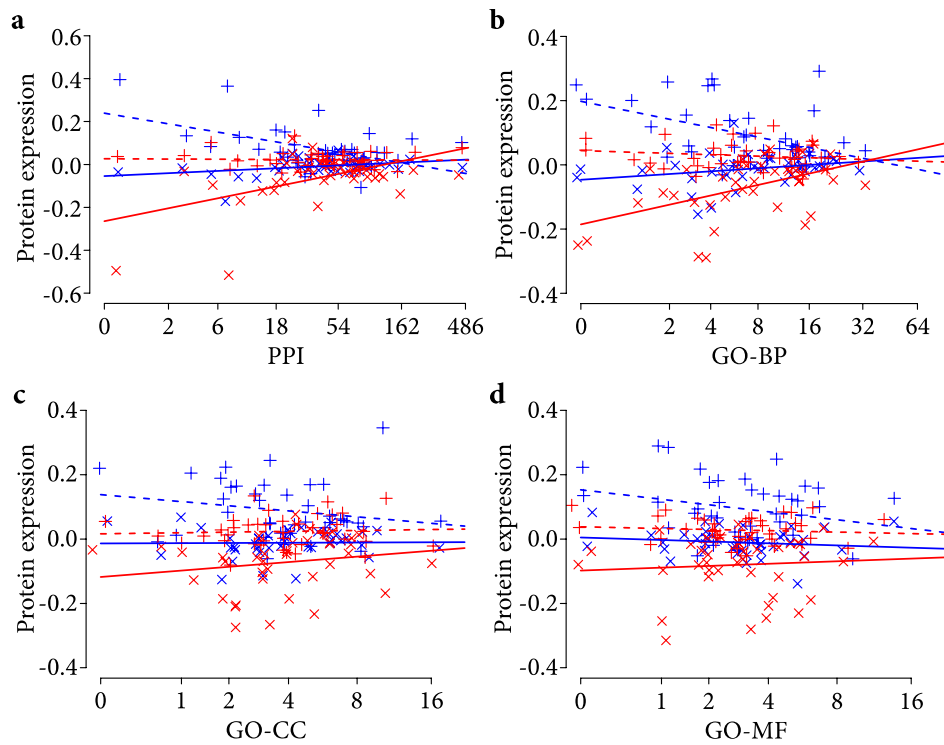 a
Protein expression
0.6
0.4
0.2
0.0
-0.2
-0.4
-0.6
0 2 6 18 54 162 486
PPI
b
Protein expression
0.4
0.2
0.0
-0.2
-0.4
0 2 4 8 16 32 64
GO-BP
c
Protein expression
0.4
0.2
0.0
-0.2
-0.4
0 1 2 4 8 16
GO-CC
d
Protein expression
0.4
0.2
0.0
-0.2
-0.4
0 1 2 4 8 16
GO-MF